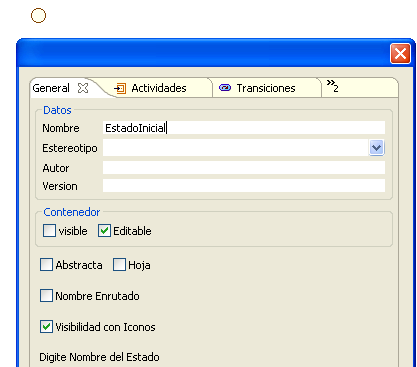 General Actividades Transiciones »2
Datos
Nombre EstadoInicial
Estereotipo
Autor
Version
Contenedor
visible Editable
Abstracta Hoja
Nombre Enrutado
Visibilidad con Iconos
Digite Nombre del Estado